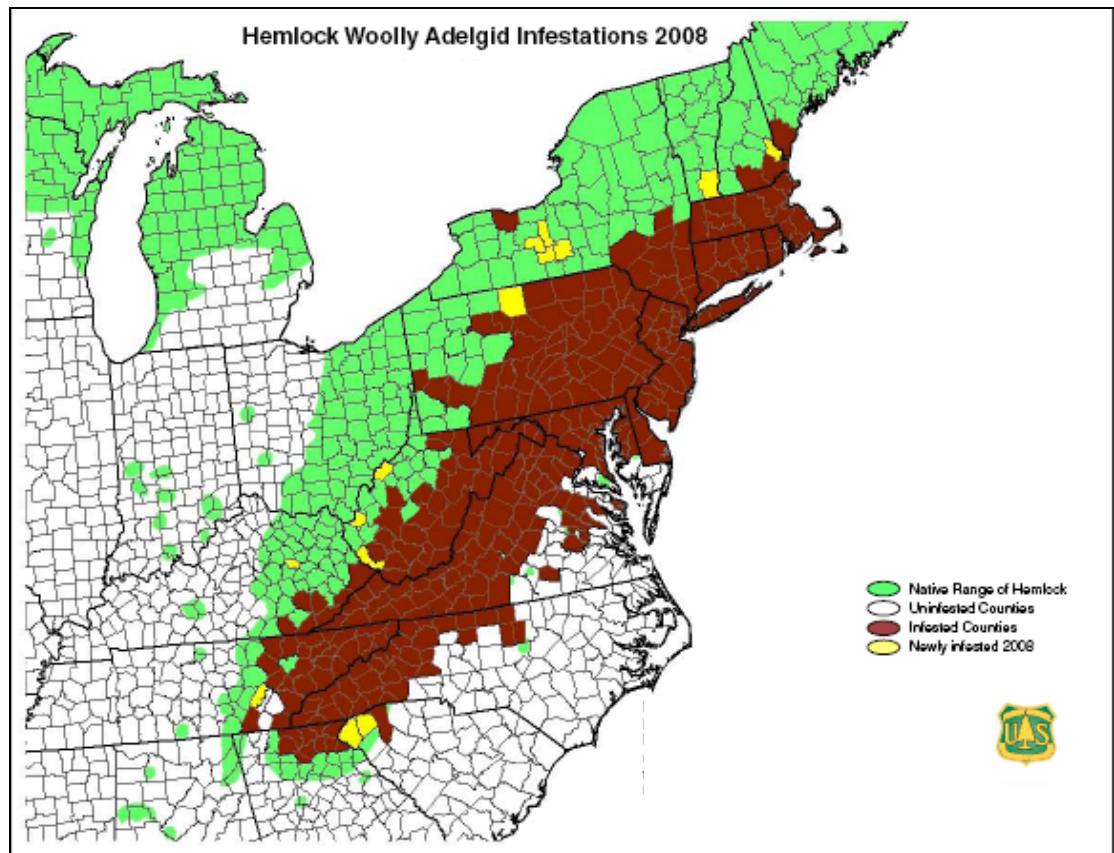 Hemlock Woolly Adelgid Infestations 2008
Native Range of Hemlock
Uninfested Counties
Infested Counties
Newly infested 2008
U S